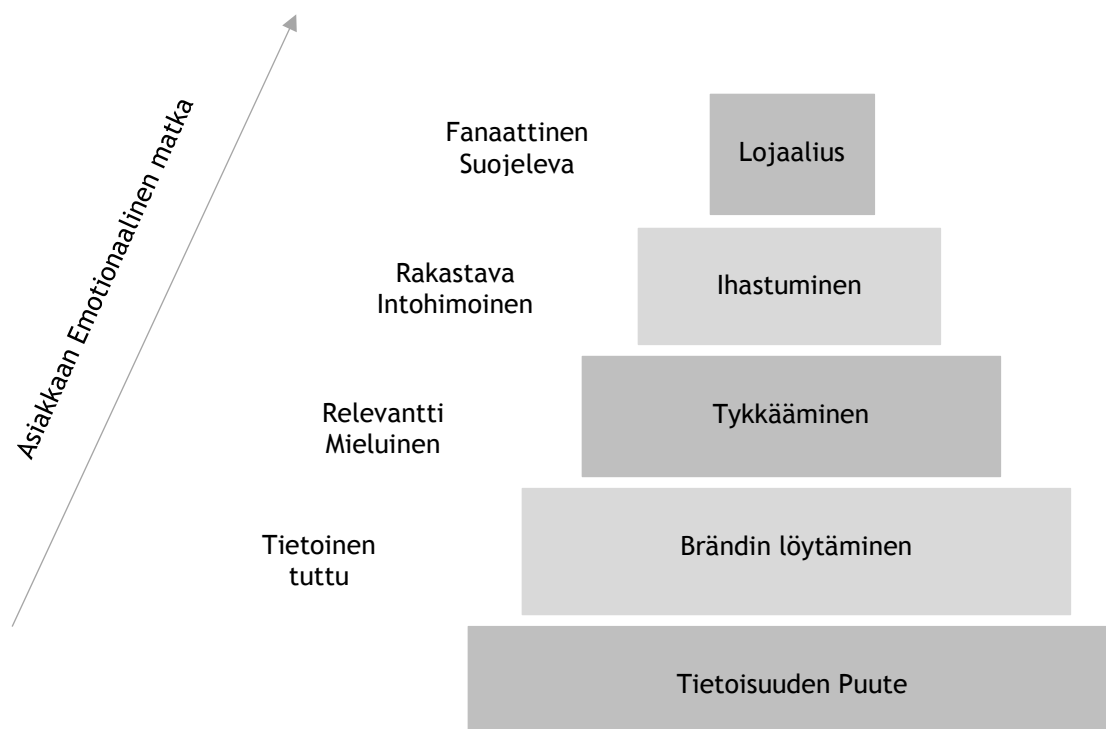 Asiakkaan Emotionaalinen matka
Fanaattinen
Suojeleva
Lojaalius
Rakastava
Intohimoinen
Ihastuminen
Relevantti
Mieluinen
Tykkääminen
Tietoinen
tuttu
Brändin löytäminen
Tietoisuuden Puute